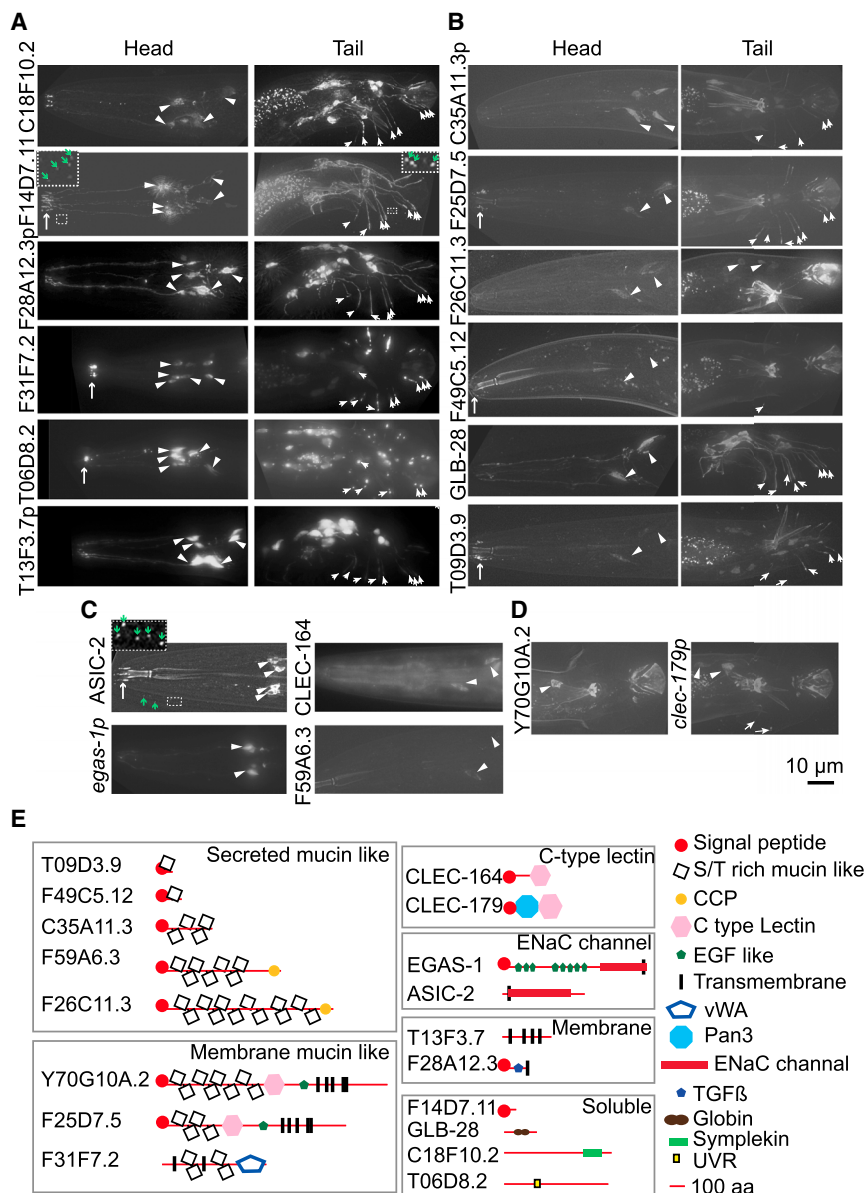 A
Head
Tail
C18F10.2
F14D7.11
F28A12.3p
F31F7.2
T06D8.2
T13F3.7p
B
Head
Tail
C35A11.3p
F25D7.5
F26C11.3
F49C5.12
GLB-28
T09D3.9
C
ASIC-2
CLEC-164
egas-1p
F59A6.3
D
Y70G10A.2
clec-179p
10 µm
E
Secreted mucin like
T09D3.9
F49C5.12
C35A11.3
F59A6.3
F26C11.3
Membrane mucin like
Y70G10A.2
F25D7.5
F31F7.2
C-type lectin
CLEC-164
CLEC-179
ENaC channel
EGAS-1
ASIC-2
Membrane
T13F3.7
F28A12.3
Soluble
F14D7.11
GLB-28
C18F10.2
T06D8.2
Signal peptide
S/T rich mucin like
CCP
C type Lectin
EGF like
Transmembrane
vWA
Pan3
ENaC channel
TGFß
Globin
Symplekin
UVR
100 aa